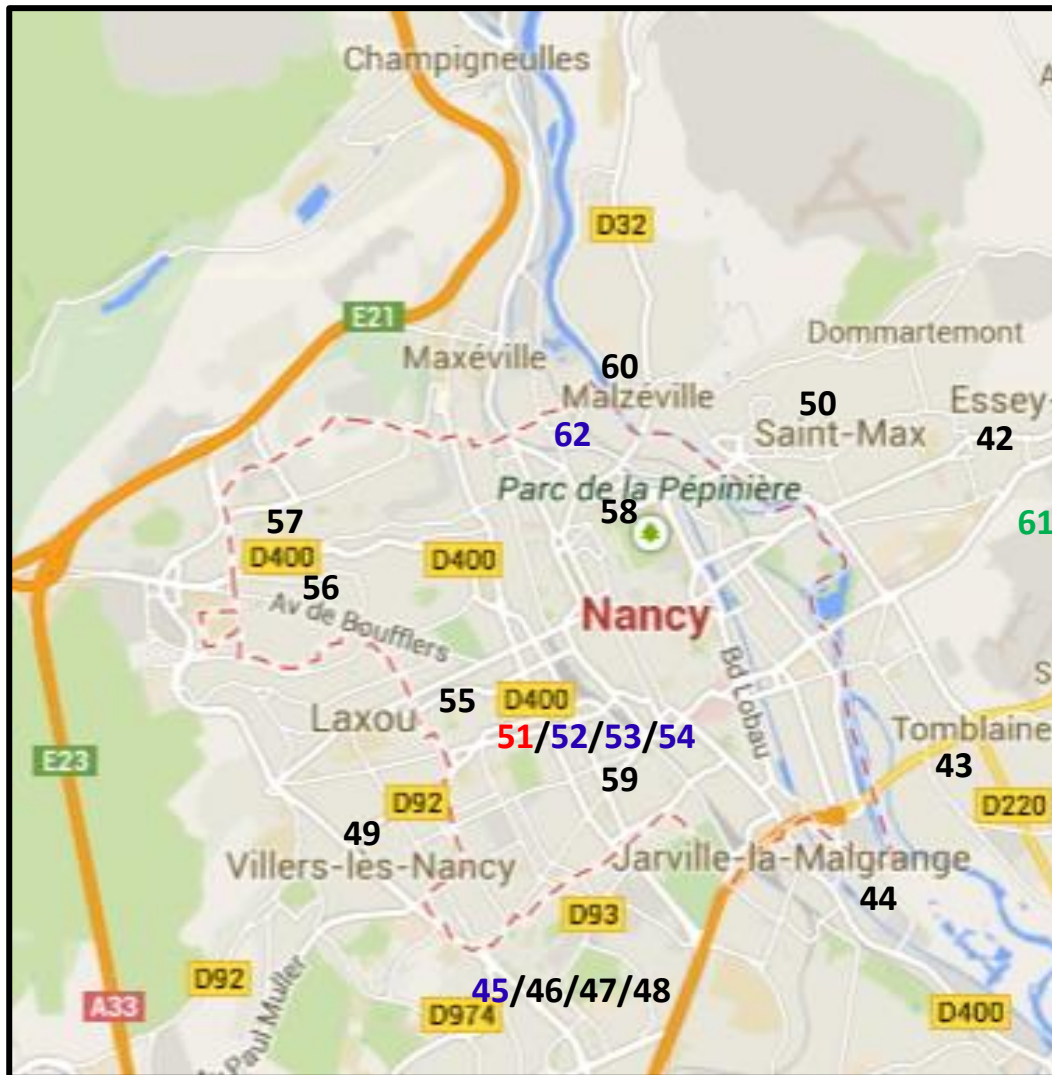 Champigneulles
A
D32
E21
Dommartemont
Maxéville
60
Malzéville
50
Essey-
62
Saint-Max
42
Parc de la Pépinière
57
58
61
D400
D400
56
Av de Boufflers
Nancy
S
55
D400
Bd Lobau
Laxou
51/52/53/54
Tomblaine
E23
59
43
D92
D220
49
Villers-lès-Nancy
Jarville-la-Malgrange
44
D93
D92
45/46/47/48
A33
Paul Muller
D974
D400